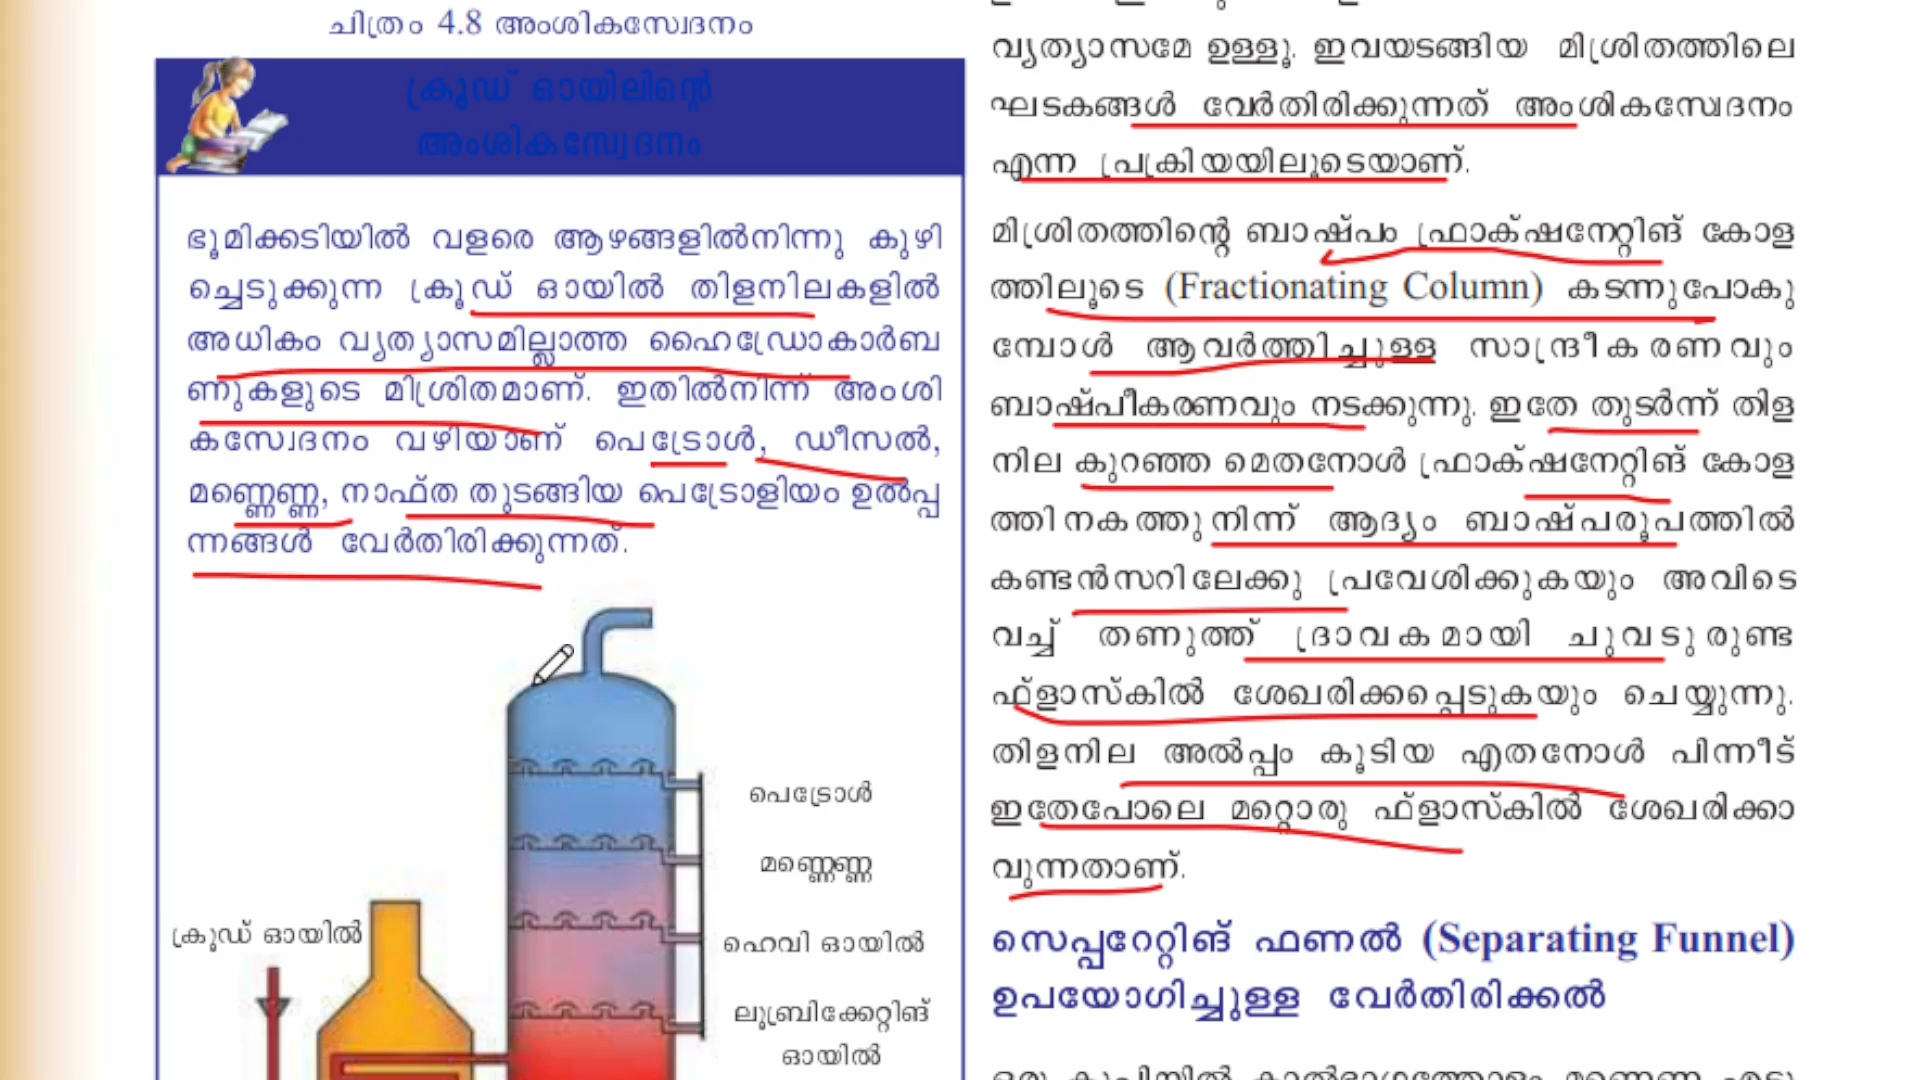 ചിത്രം 4.8 അംശികസ്വേദനം
ക്രൂഡ് ഓയിലിന്റെ
അംശികസ്വേദനം
ഭൂമിക്കടിയിൽ വളരെ ആഴങ്ങളിൽനിന്നു കുഴി
ച്ചെടുക്കുന്ന ക്രൂഡ് ഓയിൽ തിളനിലകളിൽ
അധികം വ്യത്യാസമില്ലാത്ത ഹൈഡ്രോകാർബ
ണുകളുടെ മിശ്രിതമാണ്. ഇതിൽനിന്ന് അംശി
കസ്വേദനം വഴിയാണ് പെട്രോൾ, ഡീസൽ,
മണ്ണെണ്ണ, നാഫ്ത തുടങ്ങിയ പെട്രോളിയം ഉൽപ്പ
ന്നങ്ങൾ വേർതിരിക്കുന്നത്.
പെട്രോൾ
മണ്ണെണ്ണ
ക്രൂഡ് ഓയിൽ
ഹെവി ഓയിൽ
ലൂബ്രിക്കേറ്റിങ്
ഓയിൽ
വ്യത്യാസമേ ഉള്ളൂ. ഇവയടങ്ങിയ മിശ്രിതത്തിലെ
ഘടകങ്ങൾ വേർതിരിക്കുന്നത് അംശികസ്വേദനം
എന്ന പ്രക്രിയയിലൂടെയാണ്.
മിശ്രിതത്തിന്റെ ബാഷ്പം ഫ്രാക്ഷനേറ്റിങ് കോള
ത്തിലൂടെ (Fractionating Column) കടന്നുപോകു
മ്പോൾ ആവർത്തിച്ചുള്ള സാന്ദ്രീകരണവും
ബാഷ്പീകരണവും നടക്കുന്നു. ഇതേ തുടർന്ന് തിള
നില കുറഞ്ഞ മെതനോൾ ഫ്രാക്ഷനേറ്റിങ് കോള
ത്തിനകത്തുനിന്ന് ആദ്യം ബാഷ്പരൂപത്തിൽ
കണ്ടൻസറിലേക്കു പ്രവേശിക്കുകയും അവിടെ
വച്ച് തണുത്ത് ദ്രാവകമായി ചുവടുരുണ്ട
ഫ്ളാസ്കിൽ ശേഖരിക്കപ്പെടുകയും ചെയ്യുന്നു.
തിളനില അൽപ്പം കൂടിയ എതനോൾ പിന്നീട്
ഇതേപോലെ മറ്റൊരു ഫ്ളാസ്കിൽ ശേഖരിക്കാ
വുന്നതാണ്.
സെപ്പറേറ്റിങ് ഫണൽ (Separating Funnel)
ഉപയോഗിച്ചുള്ള വേർതിരിക്കൽ